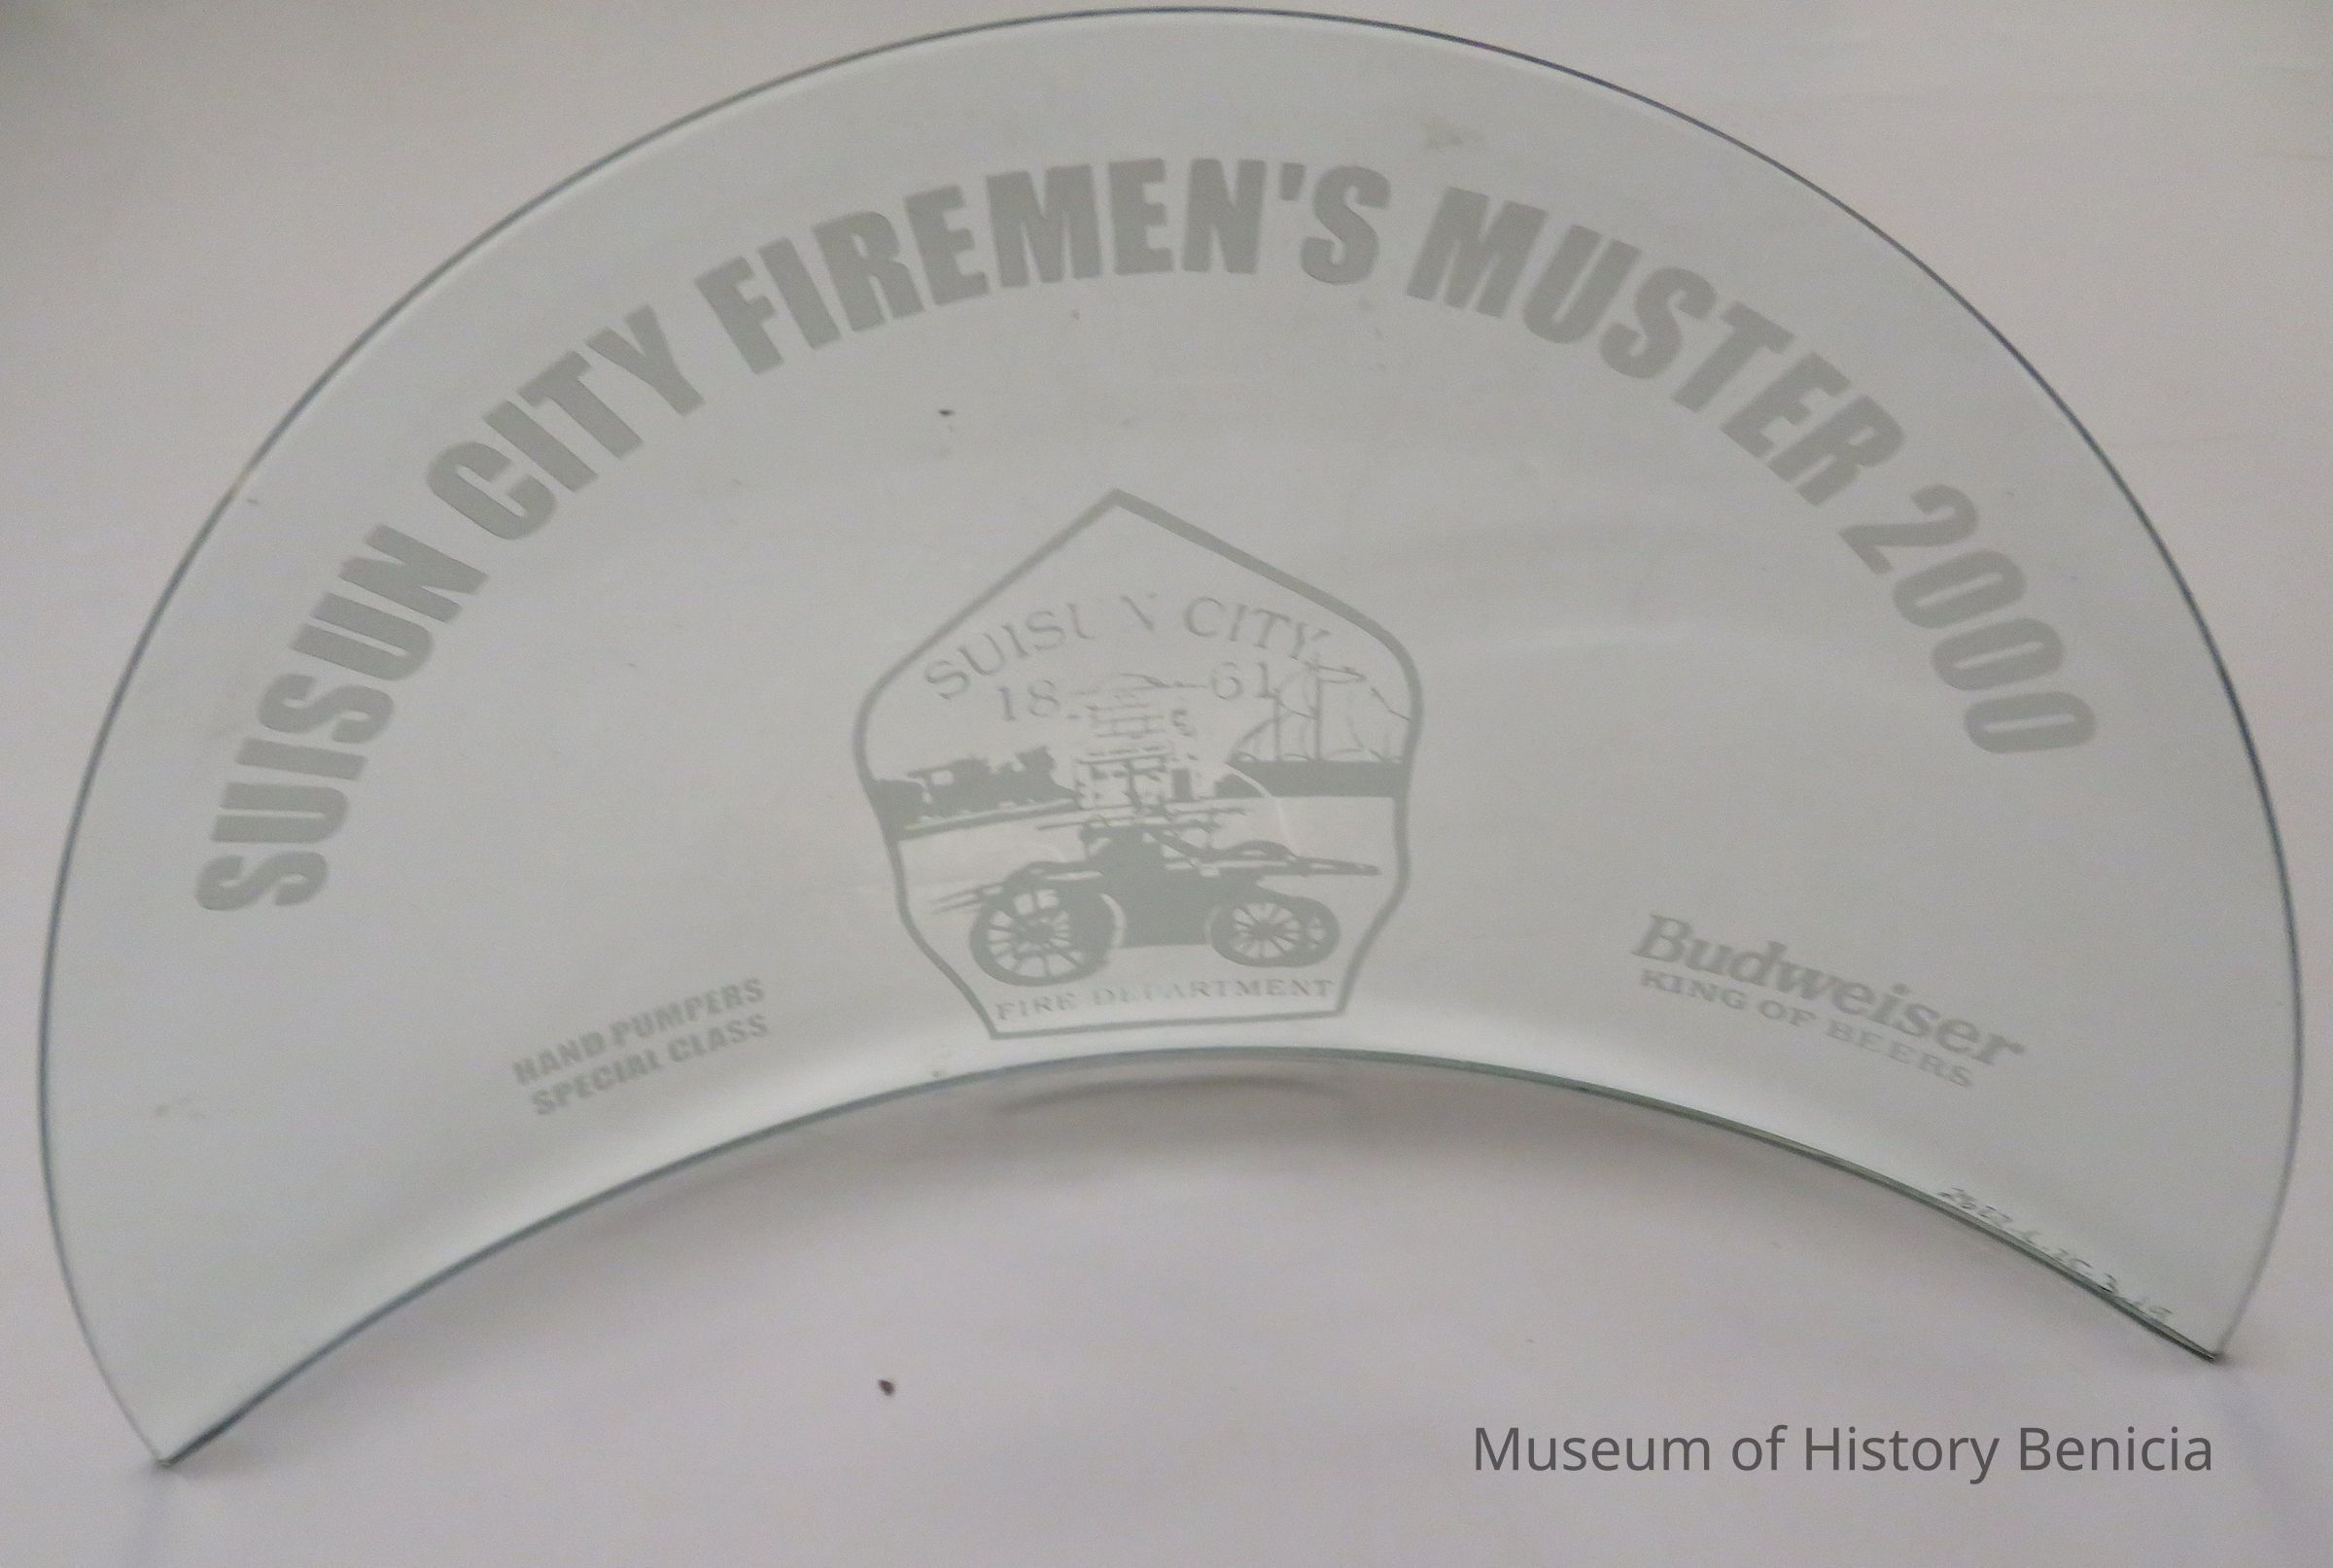 SUISUN CITY FIREMEN'S MUSTER 2000
SUISUN CITY
18 61
FIRE DEPARTMENT
HAND PUMPERS
SPECIAL CLASS
Budweiser
KING OF BEERS
Museum of History Benicia